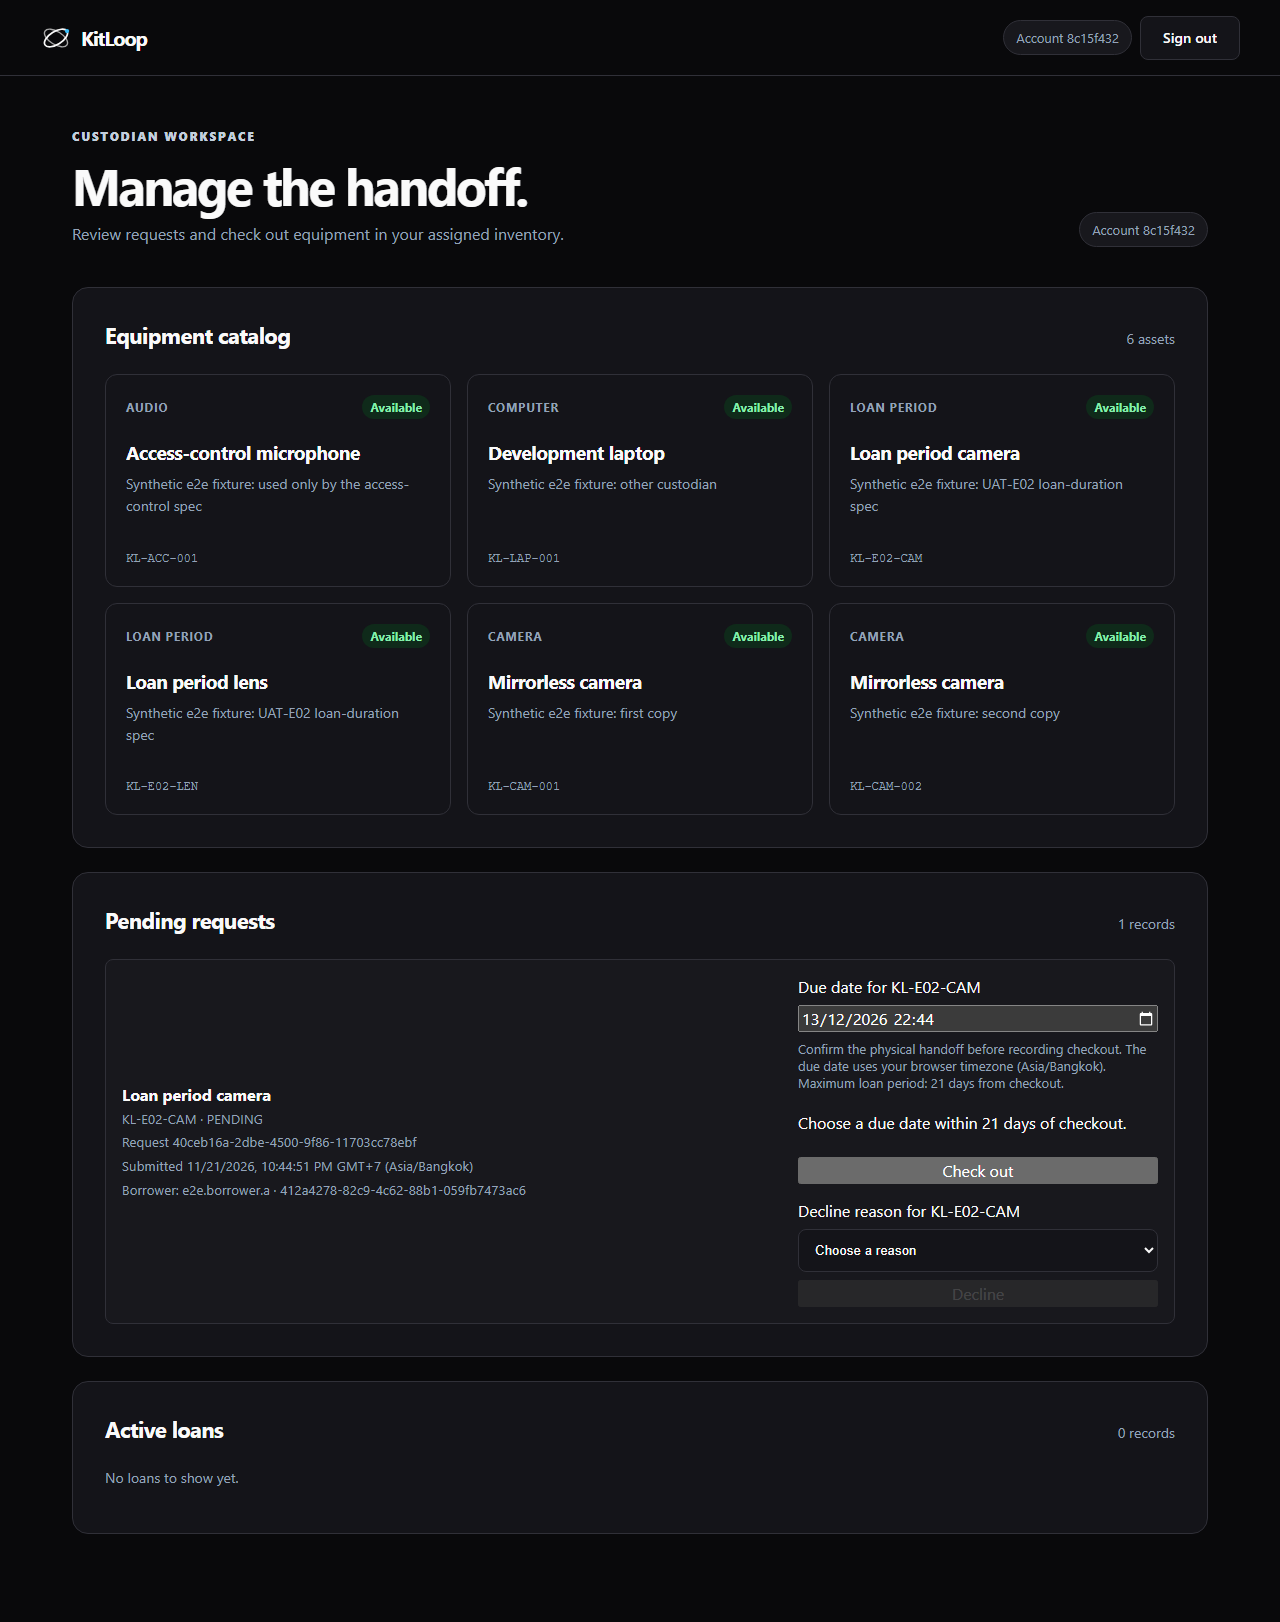 KitLoop
Account 8c15f432
Sign out
CUSTODIAN WORKSPACE
Manage the handoff.
Review requests and check out equipment in your assigned inventory.
Account 8c15f432
Equipment catalog
6 assets
AUDIO
Available
Access-control microphone
Synthetic e2e fixture: used only by the access-
control spec
KL-ACC-001
COMPUTER
Available
Development laptop
Synthetic e2e fixture: other custodian
KL-LAP-001
LOAN PERIOD
Available
Loan period camera
Synthetic e2e fixture: UAT-E02 loan-duration
spec
KL-E02-CAM
LOAN PERIOD
Available
Loan period lens
Synthetic e2e fixture: UAT-E02 loan-duration
spec
KL-E02-LEN
CAMERA
Available
Mirrorless camera
Synthetic e2e fixture: first copy
KL-CAM-001
CAMERA
Available
Mirrorless camera
Synthetic e2e fixture: second copy
KL-CAM-002
Pending requests
1 records
Loan period camera
KL-E02-CAM · PENDING
Request 40ceb16a-2dbe-4500-9f86-11703cc78ebf
Submitted 11/21/2026, 10:44:51 PM GMT+7 (Asia/Bangkok)
Borrower: e2e.borrower.a · 412a4278-82c9-4c62-88b1-059fb7473ac6
Due date for KL-E02-CAM
13/12/2026 22:44
Confirm the physical handoff before recording checkout. The
due date uses your browser timezone (Asia/Bangkok).
Maximum loan period: 21 days from checkout.
Choose a due date within 21 days of checkout.
Check out
Decline reason for KL-E02-CAM
Choose a reason
Decline
Active loans
0 records
No loans to show yet.